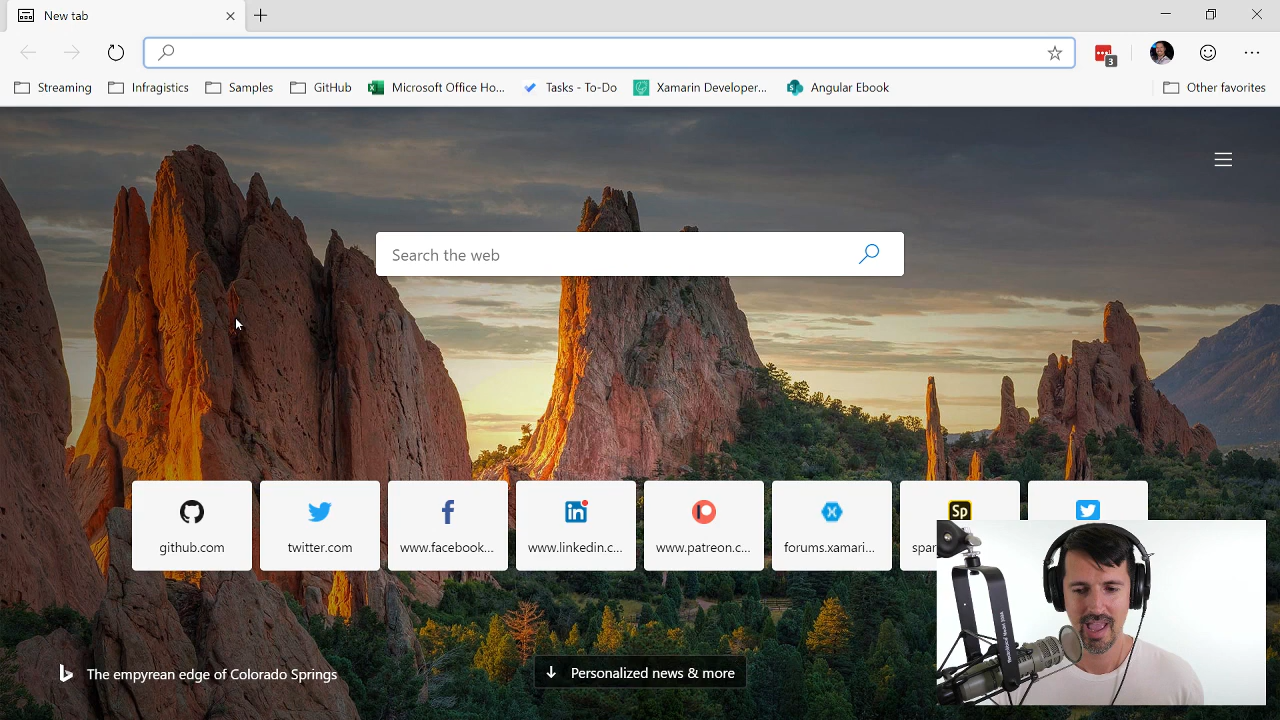 New tab
3
Streaming
Infragistics
Samples
GitHub
Microsoft Office Ho...
Tasks - To-Do
Xamarin Developer...
Angular Ebook
Other favorites
Search the web
github.com
twitter.com
www.facebook...
www.linkedin.c...
www.patreon.c...
forums.xamari...
Sp
spar
The empyrean edge of Colorado Springs
Personalized news & more